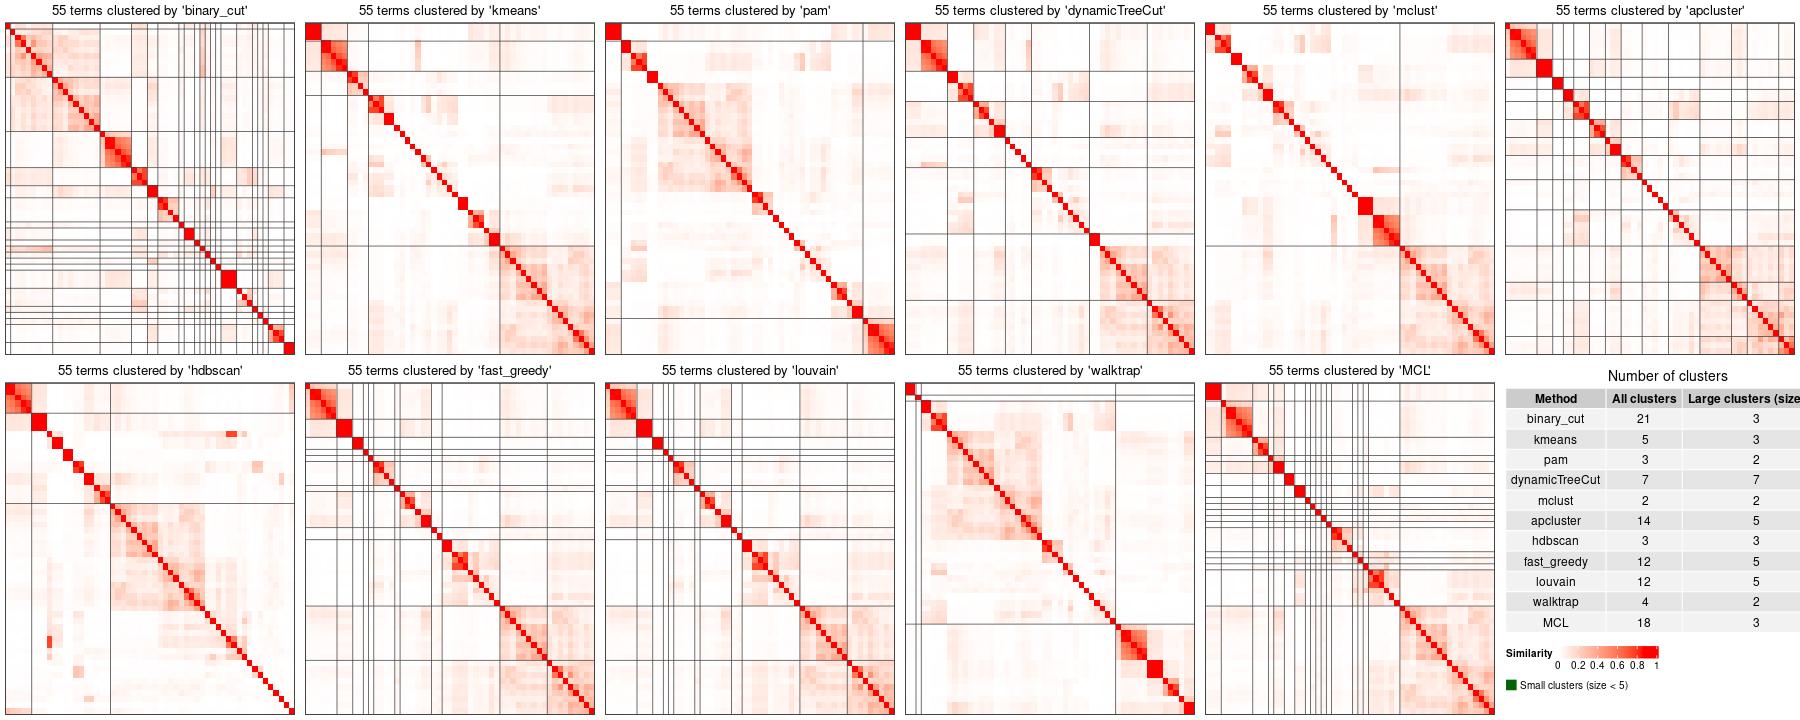 55 terms clustered by 'binary_cut'
55 terms clustered by 'kmeans'
55 terms clustered by 'pam'
55 terms clustered by 'dynamicTreeCut'
55 terms clustered by 'mclust'
55 terms clustered by 'apcluster'
55 terms clustered by 'hdbscan'
55 terms clustered by 'fast_greedy'
55 terms clustered by 'louvain'
55 terms clustered by 'walktrap'
55 terms clustered by 'MCL'
Number of clusters
Method All clusters Large clusters (size
binary_cut 21 3
kmeans 5 3
pam 3 2
dynamicTreeCut 7 7
mclust 2 2
apcluster 14 5
hdbscan 3 3
fast_greedy 12 5
louvain 12 5
walktrap 4 2
MCL 18 3
Similarity
0 0.2 0.4 0.6 0.8 1
Small clusters (size < 5)